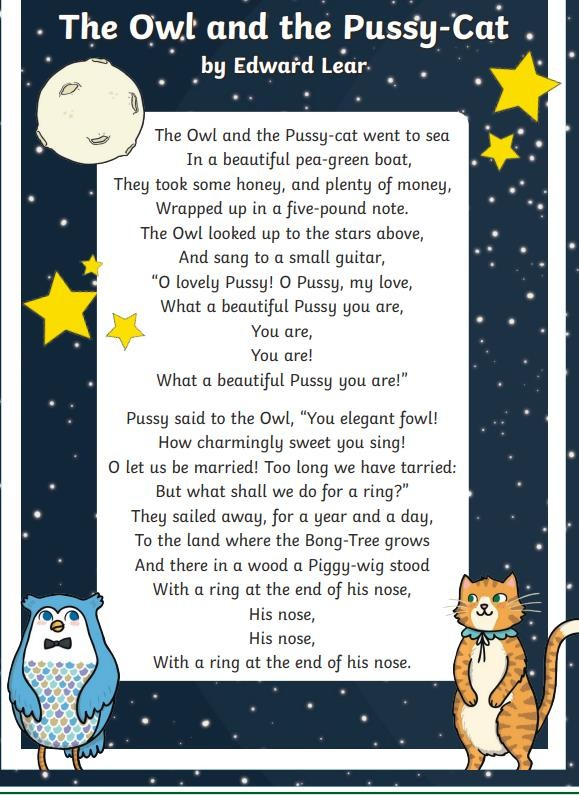 The Owl and the Pussy-Cat
by Edward Lear
The Owl and the Pussy-cat went to sea
In a beautiful pea-green boat,
They took some honey, and plenty of money,
Wrapped up in a five-pound note.
The Owl looked up to the stars above,
And sang to a small guitar,
“O lovely Pussy! O Pussy, my love,
What a beautiful Pussy you are,
You are,
You are!
What a beautiful Pussy you are!”
Pussy said to the Owl, “You elegant fowl!
How charmingly sweet you sing!
O let us be married! Too long we have tarried:
But what shall we do for a ring?”
They sailed away, for a year and a day,
To the land where the Bong-Tree grows
And there in a wood a Piggy-wig stood
With a ring at the end of his nose,
His nose,
His nose,
With a ring at the end of his nose.